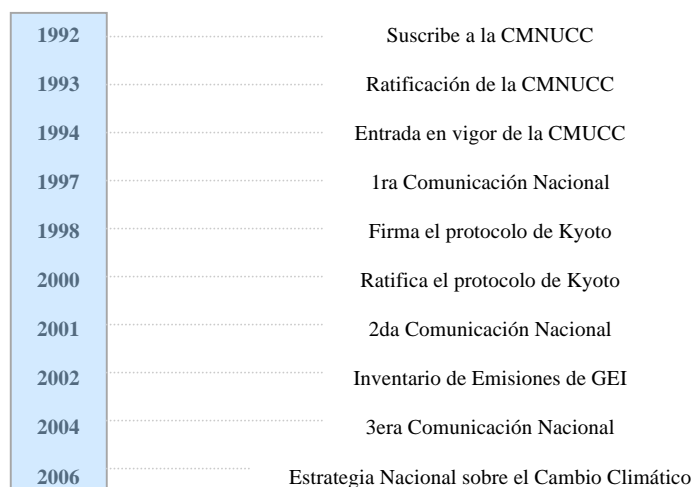 1992 Suscribe a la CMNUCC
1993 Ratificación de la CMNUCC
1994 Entrada en vigor de la CMUCC
1997 1ra Comunicación Nacional
1998 Firma el protocolo de Kyoto
2000 Ratifica el protocolo de Kyoto
2001 2da Comunicación Nacional
2002 Inventario de Emisiones de GEI
2004 3era Comunicación Nacional
2006 Estrategia Nacional sobre el Cambio Climático